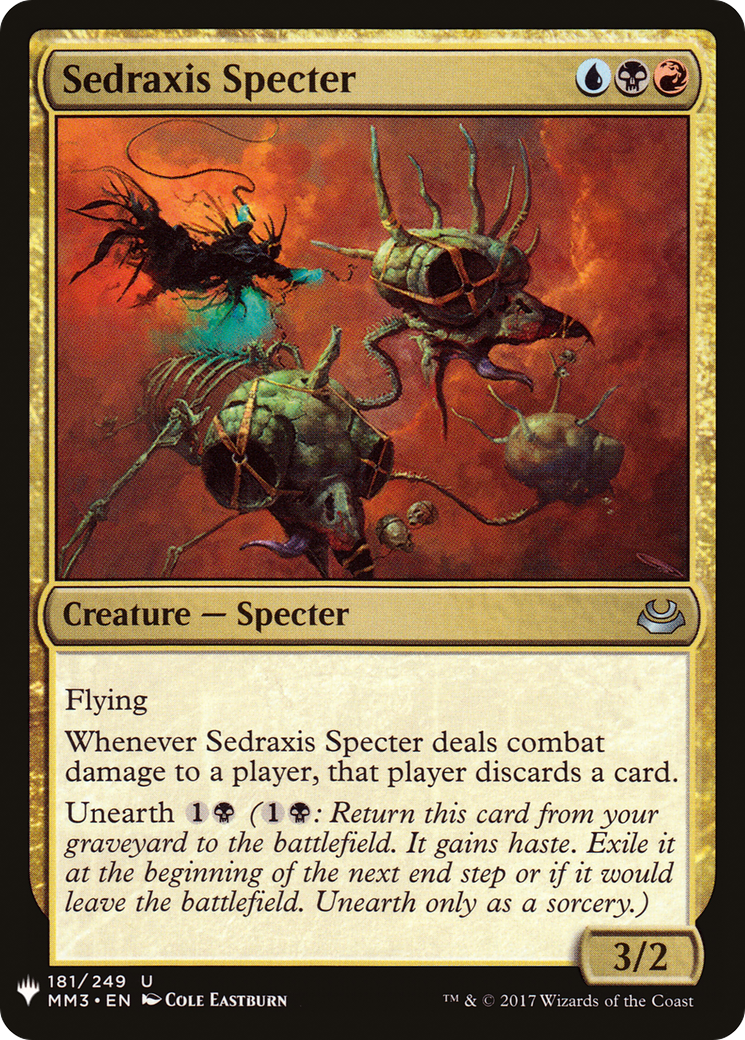 Sedraxis Specter
Creature — Specter
Flying
Whenever Sedraxis Specter deals combat
damage to a player, that player discards a card.
Unearth 1 (1: Return this card from your
graveyard to the battlefield. It gains haste. Exile it
at the beginning of the next end step or if it would
leave the battlefield. Unearth only as a sorcery.)
3/2
181/249 U
MM3 • EN Cole Eastburn
™ & © 2017 Wizards of the Coast